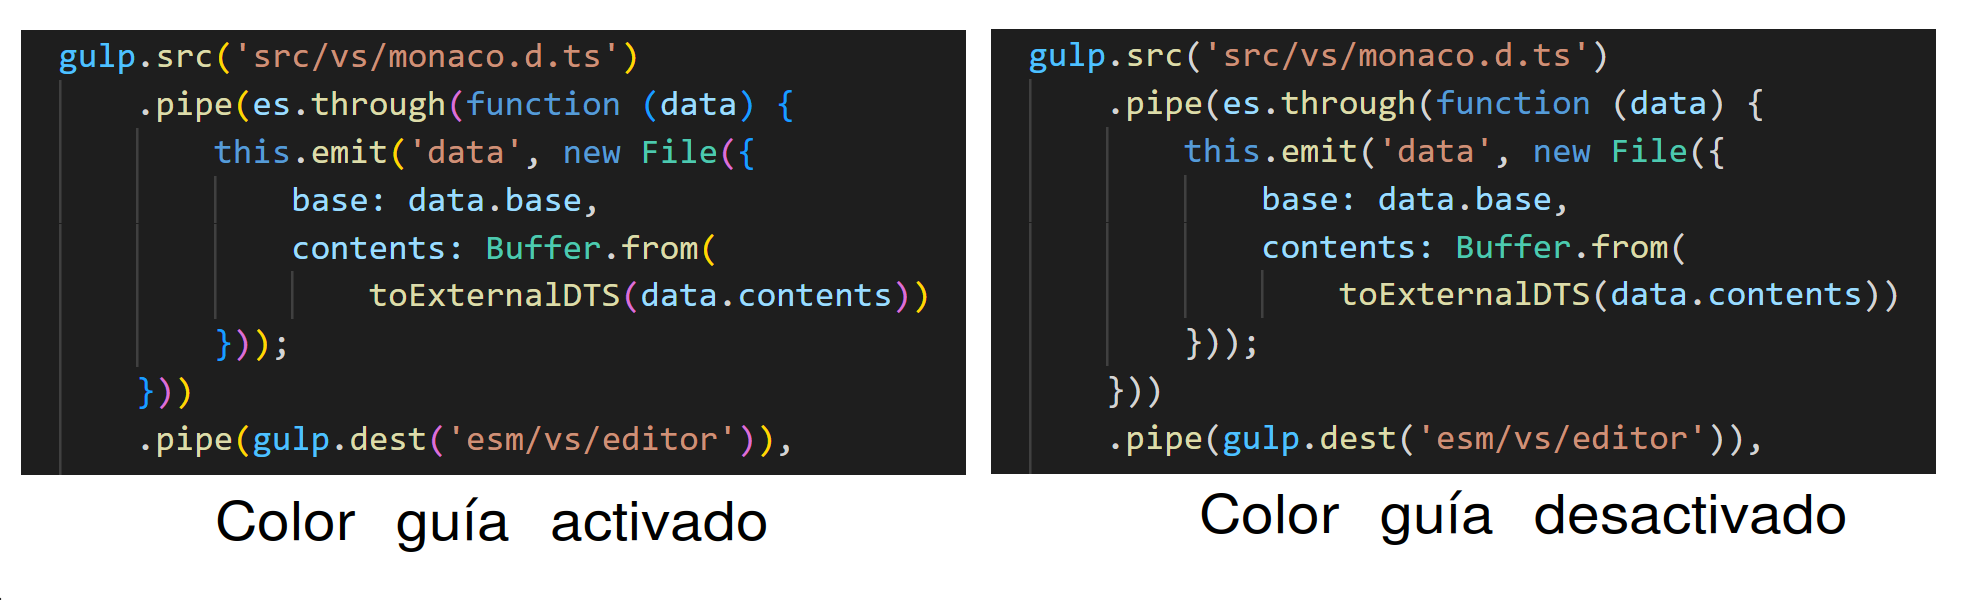 gulp.src('src/vs/monaco.d.ts')
    .pipe(es.through(function (data) {
        this.emit('data', new File({
            base: data.base,
            contents: Buffer.from(
                toExternalDTS(data.contents))
        }));
    }))
    .pipe(gulp.dest('esm/vs/editor')),
Color guía activado
gulp.src('src/vs/monaco.d.ts')
    .pipe(es.through(function (data) {
        this.emit('data', new File({
            base: data.base,
            contents: Buffer.from(
                toExternalDTS(data.contents))
        }));
    }))
    .pipe(gulp.dest('esm/vs/editor')),
Color guía desactivado